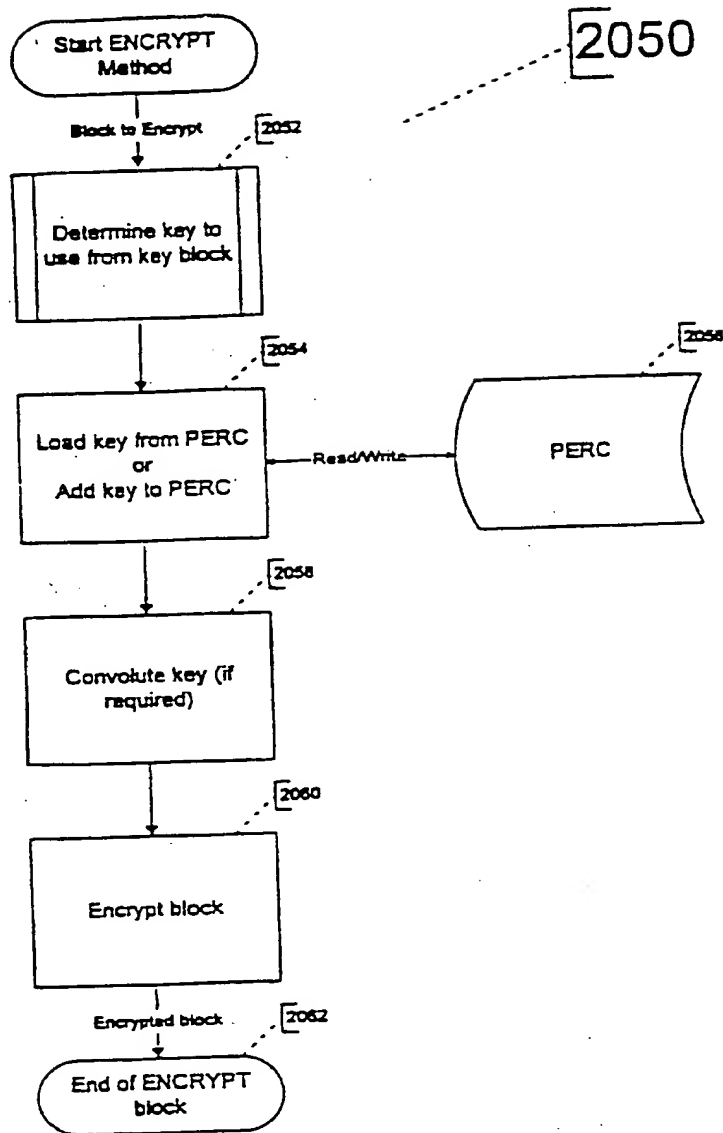 Start ENCRYPT
Method
2050
Block to Encrypt
2052
Determine key to
use from key block
2054
Load key from PERC
or
Add key to PERC
Read/Write
2056
PERC
2058
Convolute key (if
required)
2060
Encrypt block
Encrypted block
2062
End of ENCRYPT
block